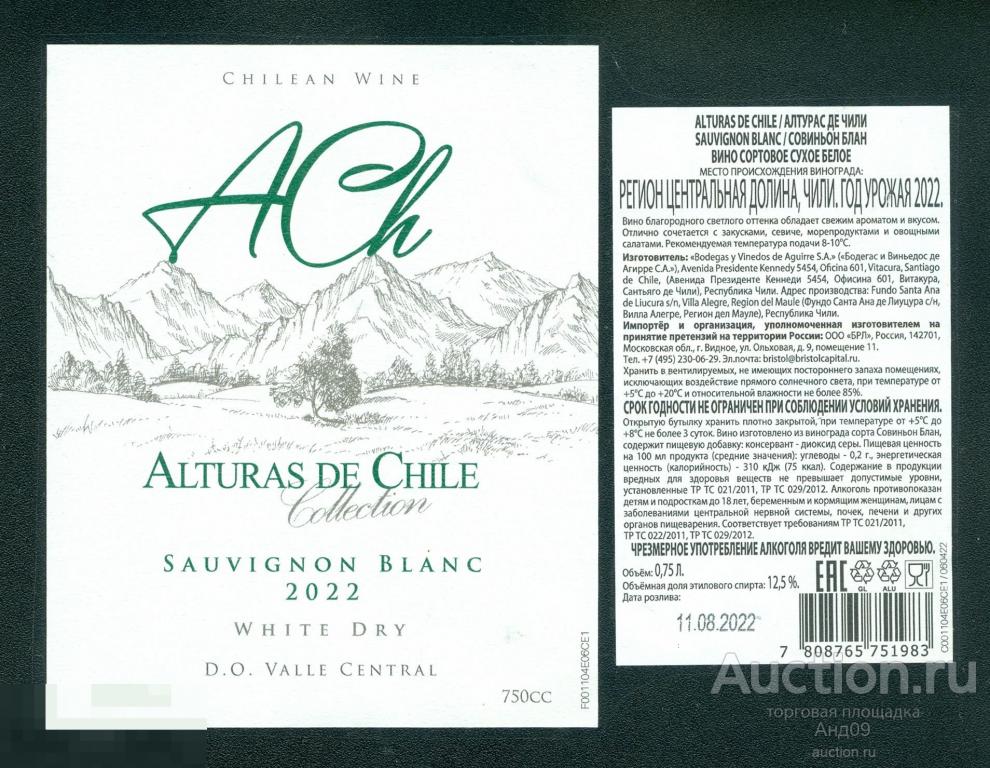 CHILEAN WINE
ACh
ALTURAS DE CHILE
Collection
SAUVIGNON BLANC
2022
WHITE DRY
D.O. VALLE CENTRAL
750CC
F001104E06CE1
ALTURAS DE CHILE / АЛТУРАС ДЕ ЧИЛИ
SAUVIGNON BLANC / СОВИНЬОН БЛАН
ВИНО СОРТОВОЕ СУХОЕ БЕЛОЕ
МЕСТО ПРОИСХОЖДЕНИЯ ВИНОГРАДА:
РЕГИОН ЦЕНТРАЛЬНАЯ ДОЛИНА, ЧИЛИ. ГОД УРОЖАЯ 2022.
Вино благородного светлого оттенка обладает свежим ароматом и вкусом.
Отлично сочетается с закусками, севиче, морепродуктами и овощными
салатами. Рекомендуемая температура подачи 8-10°С.
Изготовитель: «Bodegas y Vinedos de Aguirre S.A.» («Бодегас и Виньедос де
Агирре С.А.»), Avenida Presidente Kennedy 5454, Oficina 601, Vitacura, Santiago
de Chile, (Авенида Президенте Кеннеди 5454, Офисина 601, Витакура,
Сантьяго де Чили), Республика Чили. Адрес производства: Fundo Santa Ana
de Liucura s/n, Villa Alegre, Region del Maule (Фундо Санта Ана де Лиуцура с/н,
Вилла Алегре, Регион дел Мауле), Республика Чили.
Импортёр и организация, уполномоченная изготовителем на
принятие претензий на территории России: ООО «БРЛ», Россия, 142701,
Московская обл., г. Видное, ул. Ольховая, д. 9, помещение 11.
Тел. +7 (495) 230-06-29. Эл.почта: bristol@bristolcapital.ru.
Хранить в вентилируемых, не имеющих постороннего запаха помещениях,
исключающих воздействие прямого солнечного света, при температуре от
+5°С до +20°С и относительной влажности не более 85%.
СРОК ГОДНОСТИ НЕ ОГРАНИЧЕН ПРИ СОБЛЮДЕНИИ УСЛОВИЙ ХРАНЕНИЯ.
Открытую бутылку хранить плотно закрытой, при температуре от +5°С до
+8°С не более 3 суток. Вино изготовлено из винограда сорта Совиньон Блан,
содержит пищевую добавку: консервант - диоксид серы. Пищевая ценность
на 100 мл продукта (средние значения): углеводы - 0,2 г., энергетическая
ценность (калорийность) - 310 кДж (75 ккал). Содержание в продукции
вредных для здоровья веществ не превышает допустимые уровни,
установленные ТР ТС 021/2011, ТР ТС 029/2012. Алкоголь противопоказан
детям и подросткам до 18 лет, беременным и кормящим женщинам, лицам с
заболеваниями центральной нервной системы, почек, печени и других
органов пищеварения. Соответствует требованиям ТР ТС 021/2011,
ТР ТС 022/2011, ТР ТС 029/2012.
ЧРЕЗМЕРНОЕ УПОТРЕБЛЕНИЕ АЛКОГОЛЯ ВРЕДИТ ВАШЕМУ ЗДОРОВЬЮ.
Объём: 0,75 Л.
Объёмная доля этилового спирта: 12,5 %.
Дата розлива:
11.08.2022
EAC
GL
ALU
7 808765 751983
C001104E06CE1/060422
Auction.ru
торговая площадка
Анд09
auction.ru